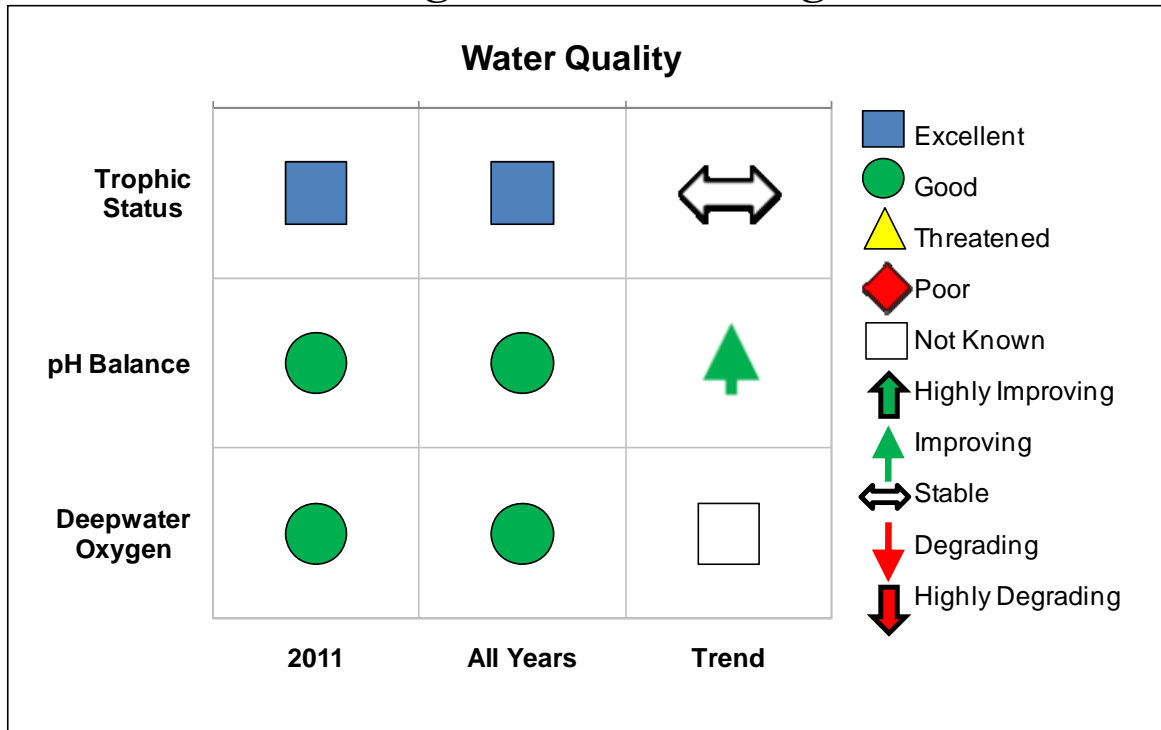 Water Quality
Trophic
Status
pH Balance
Deepwater
Oxygen
2011
All Years
Trend
Excellent
Good
Threatened
Poor
Not Known
Highly Improving
Improving
Stable
Degrading
Highly Degrading